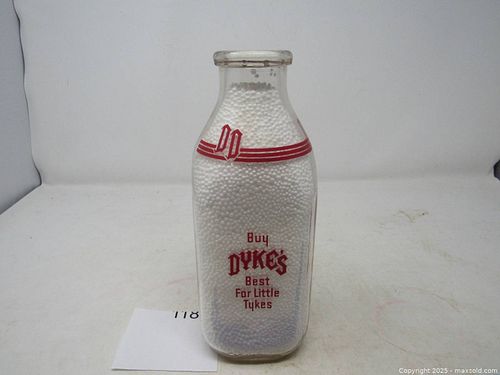 DD
Buy
DYKE'S
Best
For Little
Tykes
118
Copyright 2025 - maxsold.com